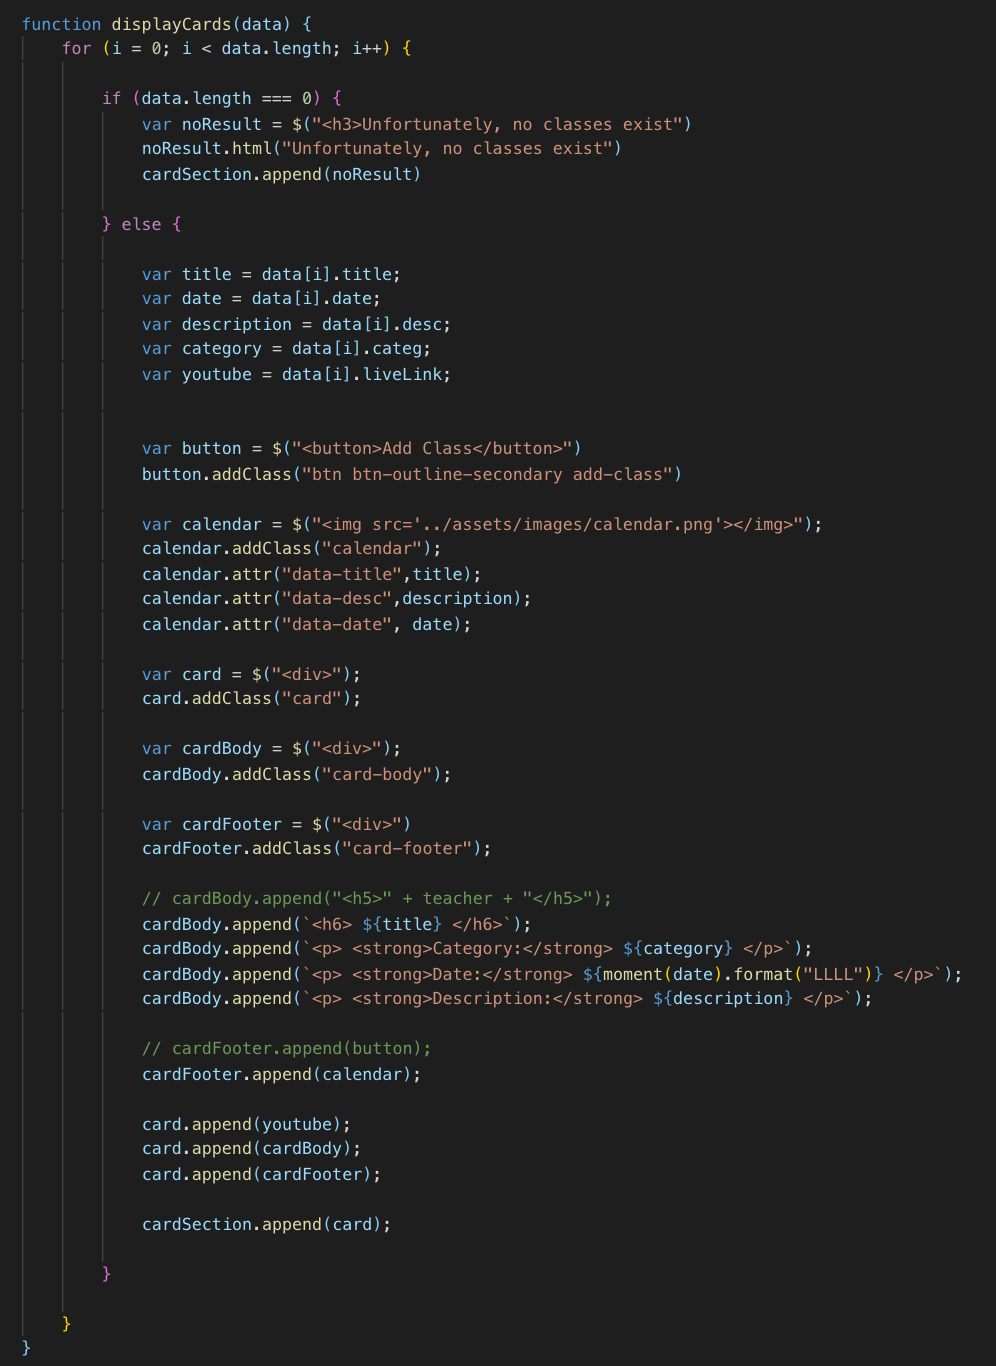 function displayCards(data) {
    for (i = 0; i < data.length; i++) {

        if (data.length === 0) {
            var noResult = $("<h3>Unfortunately, no classes exist")
            noResult.html("Unfortunately, no classes exist")
            cardSection.append(noResult)

        } else {

            var title = data[i].title;
            var date = data[i].date;
            var description = data[i].desc;
            var category = data[i].categ;
            var youtube = data[i].liveLink;


            var button = $("<button>Add Class</button>")
            button.addClass("btn btn-outline-secondary add-class")

            var calendar = $("<img src='../assets/images/calendar.png'></img>");
            calendar.addClass("calendar");
            calendar.attr("data-title",title);
            calendar.attr("data-desc",description);
            calendar.attr("data-date", date);

            var card = $("<div>");
            card.addClass("card");

            var cardBody = $("<div>");
            cardBody.addClass("card-body");

            var cardFooter = $("<div>")
            cardFooter.addClass("card-footer");

            // cardBody.append("<h5>" + teacher + "</h5>");
            cardBody.append(`<h6> ${title} </h6>`);
            cardBody.append(`<p> <strong>Category:</strong> ${category} </p>`);
            cardBody.append(`<p> <strong>Date:</strong> ${moment(date).format("LLLL")} </p>`);
            cardBody.append(`<p> <strong>Description:</strong> ${description} </p>`);

            // cardFooter.append(button);
            cardFooter.append(calendar);

            card.append(youtube);
            card.append(cardBody);
            card.append(cardFooter);

            cardSection.append(card);

        }

    }
}